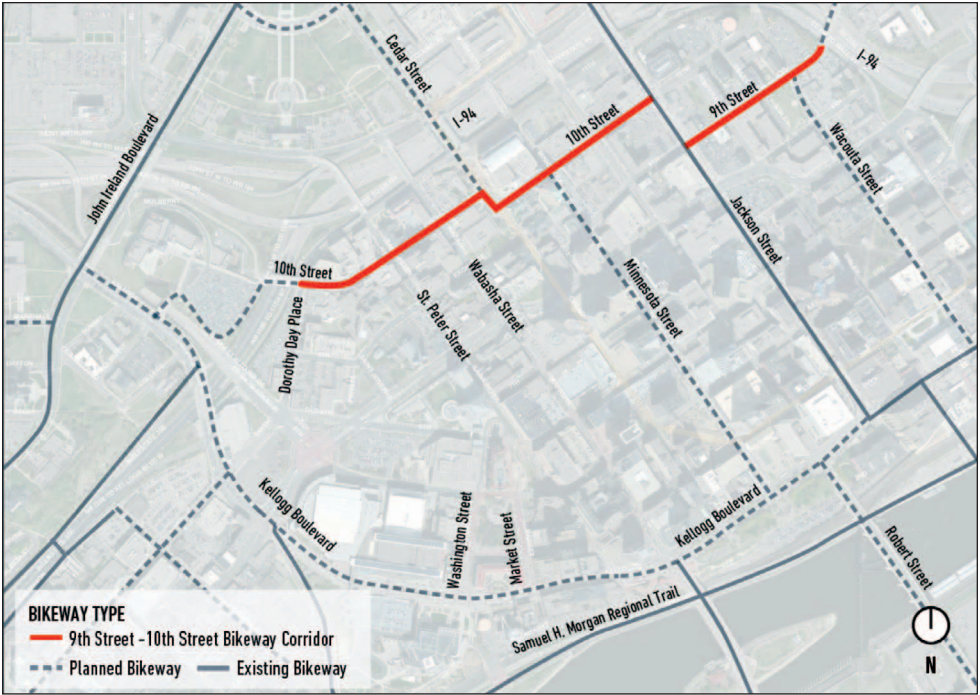 Cedar Street
I-94
I-94
9th Street
10th Street
John Ireland Boulevard
Wacouta Street
Jackson Street
10th Street
Dorothy Day Place
St. Peter Street
Wabasha Street
Minnesota Street
Kellogg Boulevard
Washington Street
Market Street
Kellogg Boulevard
Robert Street
Samuel H. Morgan Regional Trail
BIKEWAY TYPE
9th Street -10th Street Bikeway Corridor
Planned Bikeway
Existing Bikeway
N